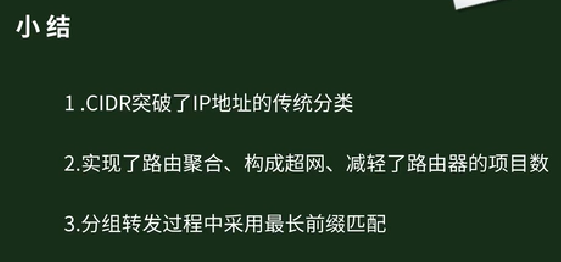 小结
1 .CIDR突破了IP地址的传统分类
2.实现了路由聚合、构成超网、减轻了路由器的项目数
3.分组转发过程中采用最长前缀匹配